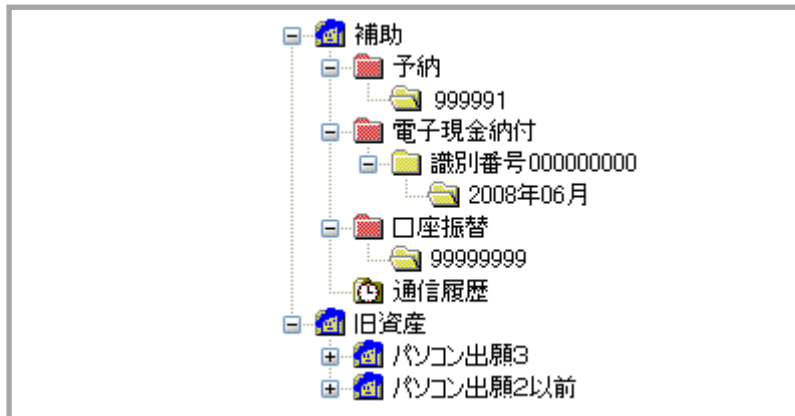 補助
予納
999991
電子現金納付
識別番号000000000
2008年06月
口座振替
99999999
通信履歴
旧資産
パソコン出願3
パソコン出願2以前